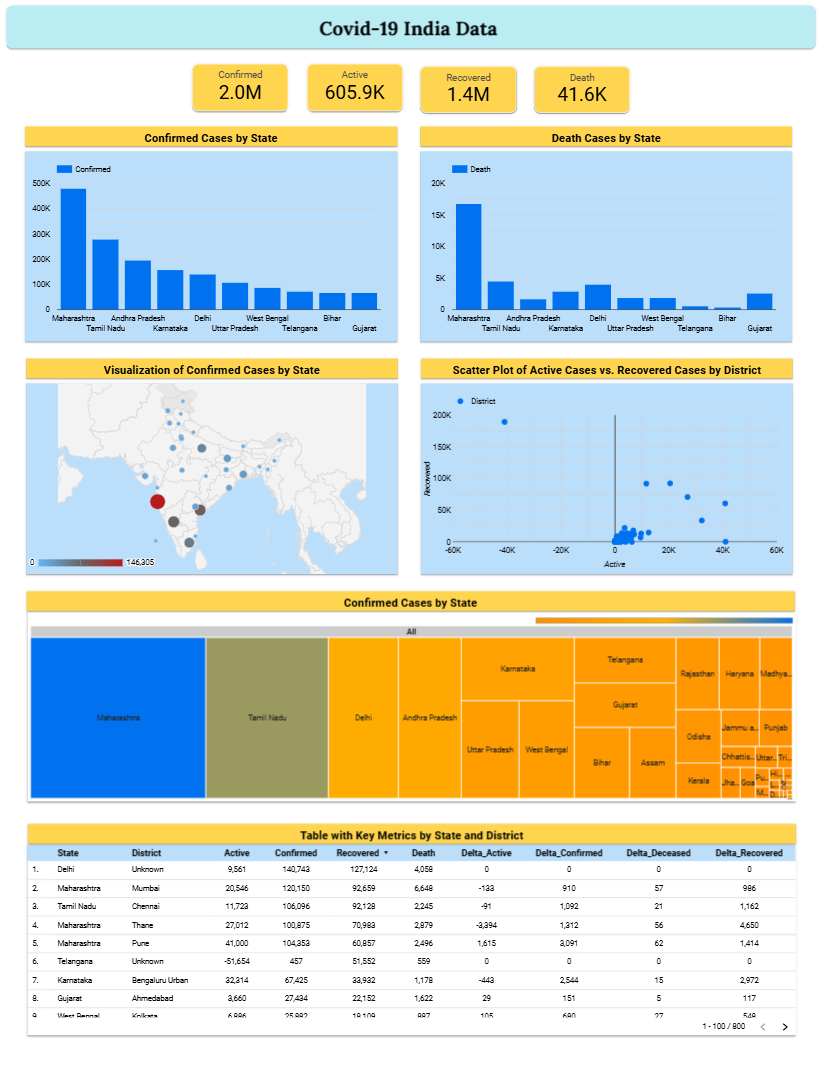 Covid-19 India Data
Confirmed
2.0M
Active
605.9K
Recovered
1.4M
Death
41.6K
Confirmed Cases by State
Confirmed
500K
400K
300K
200K
100K
0
Maharashtra
Tamil Nadu
Andhra Pradesh
Karnataka
Delhi
Uttar Pradesh
West Bengal
Telangana
Bihar
Gujarat
Death Cases by State
Death
20K
15K
10K
5K
0
Maharashtra
Tamil Nadu
Andhra Pradesh
Karnataka
Delhi
Uttar Pradesh
West Bengal
Telangana
Bihar
Gujarat
Visualization of Confirmed Cases by State
0 146,305
Scatter Plot of Active Cases vs. Recovered Cases by District
District
Recovered
200K
150K
100K
50K
0
-60K -40K -20K 0 20K 40K 60K
Active
Confirmed Cases by State
All
Maharashtra
Tamil Nadu
Delhi
Andhra Pradesh
Karnataka
Uttar Pradesh
West Bengal
Telangana
Gujarat
Bihar
Assam
Rajasthan
Haryana
Madhya...
Odisha
Jammu a...
Punjab
Chhattis...
Uttar...
Tri...
Kerala
Jha...
Goa
Pu...
Hi...
M...
Table with Key Metrics by State and District
State District Active Confirmed Recovered Death Delta_Active Delta_Confirmed Delta_Deceased Delta_Recovered
1. Delhi Unknown 9,561 140,743 127,124 4,058 0 0 0 0
2. Maharashtra Mumbai 20,546 120,150 92,659 6,648 -133 910 57 986
3. Tamil Nadu Chennai 11,723 106,096 92,128 2,245 -91 1,092 21 1,162
4. Maharashtra Thane 27,012 100,875 70,983 2,879 -3,394 1,312 56 4,650
5. Maharashtra Pune 41,000 104,353 60,857 2,496 1,615 3,091 62 1,414
6. Telangana Unknown -51,654 457 51,552 559 0 0 0 0
7. Karnataka Bengaluru Urban 32,314 67,425 33,932 1,178 -443 2,544 15 2,972
8. Gujarat Ahmedabad 3,660 27,434 22,152 1,622 29 151 5 117
9. West Bengal Kolkata 6,886 25,882 18,109 887 105 680 27 548
1 - 100 / 800